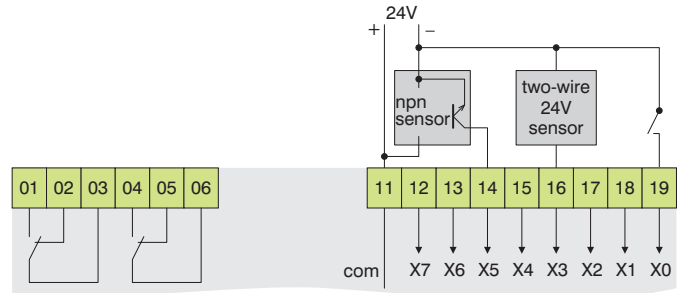 24V
+ −
npn
sensor
two-wire
24V
sensor
01 02 03 04 05 06
11 12 13 14 15 16 17 18 19
com X7 X6 X5 X4 X3 X2 X1 X0